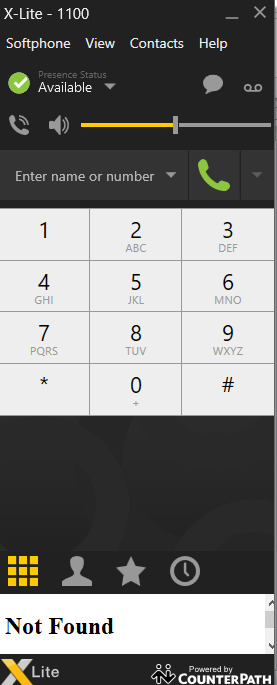 X-Lite - 1100
Softphone View Contacts Help
Presence Status
Available
Enter name or number
1 2 3
ABC DEF
4 5 6
GHI JKL MNO
7 8 9
PQRS TUV WXYZ
* 0 #
+
Not Found
X Lite
Powered by
COUNTERPATH